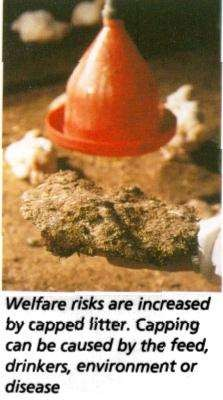 Welfare risks are increased
by capped litter. Capping
can be caused by the feed,
drinkers, environment or
disease